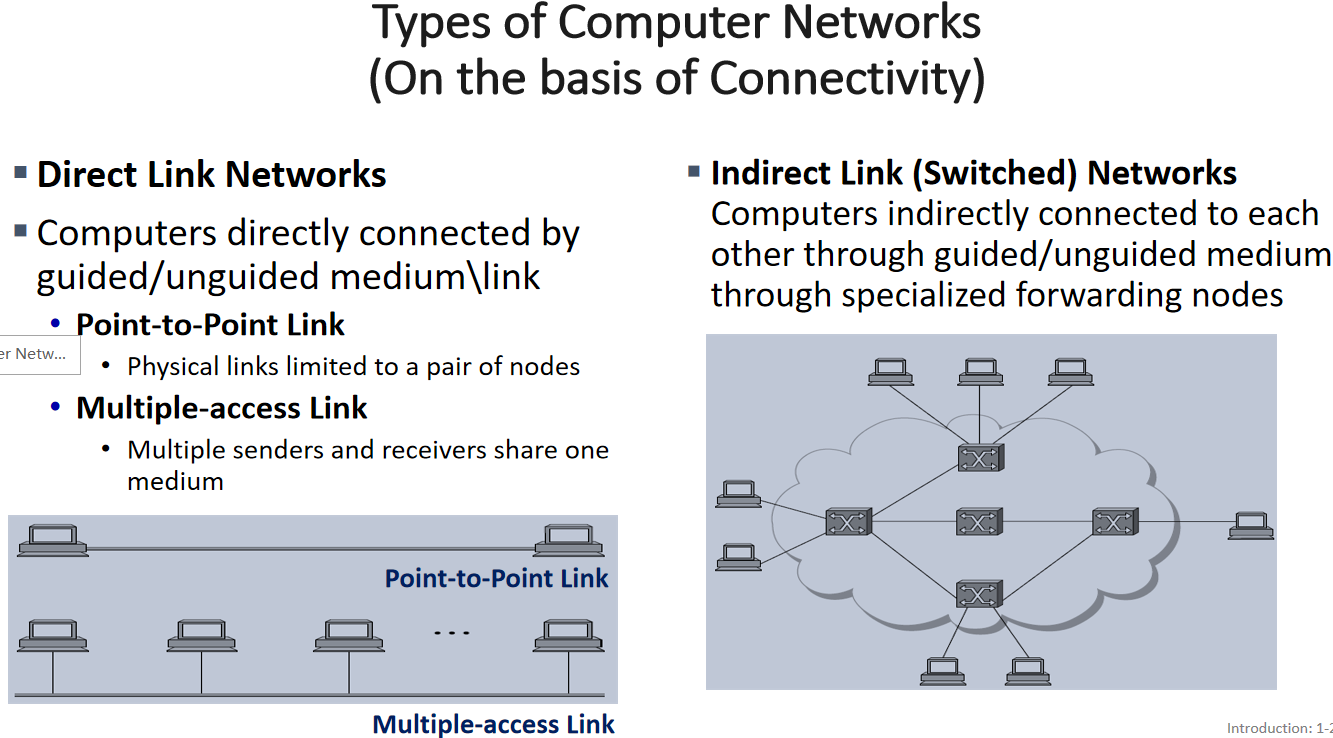 Types of Computer Networks
(On the basis of Connectivity)
Direct Link Networks
Computers directly connected by
guided/unguided medium\link
• Point-to-Point Link
er Netw...
• Physical links limited to a pair of nodes
• Multiple-access Link
• Multiple senders and receivers share one
medium
Point-to-Point Link
...
Multiple-access Link
Indirect Link (Switched) Networks
Computers indirectly connected to each
other through guided/unguided medium
through specialized forwarding nodes
Introduction: 1-2